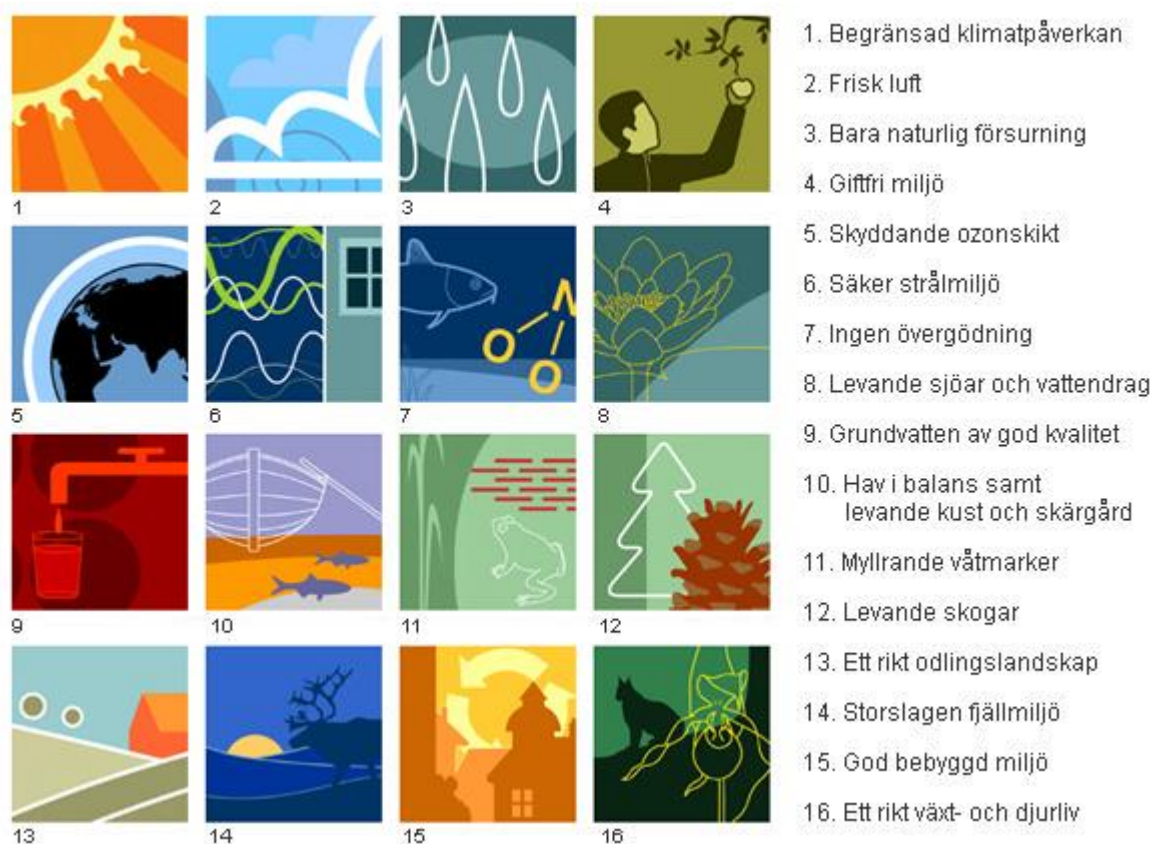 1. Begränsad klimatpåverkan
2. Frisk luft
3. Bara naturlig försurning
4. Giftfri miljö
5. Skyddande ozonskikt
6. Säker strålmiljö
7. Ingen övergödning
8. Levande sjöar och vattendrag
9. Grundvatten av god kvalitet
10. Hav i balans samt
levande kust och skärgård
11. Myllrande våtmarker
12. Levande skogar
13. Ett rikt odlingslandskap
14. Storslagen fjällmiljö
15. God bebyggd miljö
16. Ett rikt växt- och djurliv
1 2 3 4
N
O
O
5 6 7 8
9 10 11 12
13 14 15 16